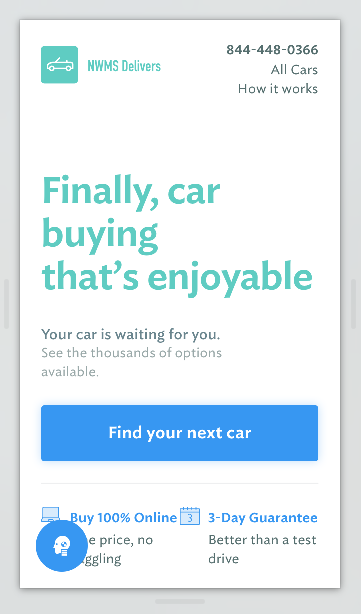 NWMS Delivers
844-448-0366
All Cars
How it works
Finally, car
buying
that's enjoyable
Your car is waiting for you.
See the thousands of options
available.
Find your next car
Buy 100% Online
e price, no
ggling
3
3-Day Guarantee
Better than a test
drive